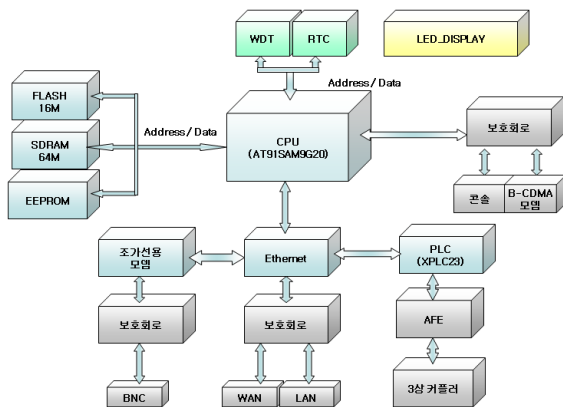 WDT
RTC
LED_DISPLAY
Address / Data
FLASH
16M
SDRAM
64M
EEPROM
Address / Data
CPU
(AT91SAM9G20)
보호회로
콘솔
B-CDMA
모뎀
조가선용
모뎀
Ethernet
PLC
(XPLC23)
보호회로
보호회로
AFE
BNC
WAN
LAN
3상 커플러